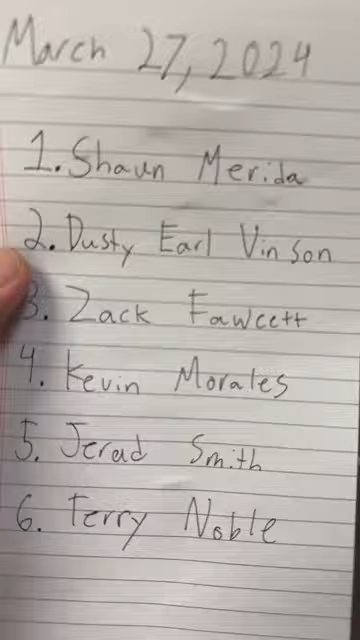 March 27, 2024
1. Shaun Merida
2. Dusty Earl Vinson
3. Zack Fawcett
4. Kevin Morales
5. Jerad Smith
6. Terry Noble